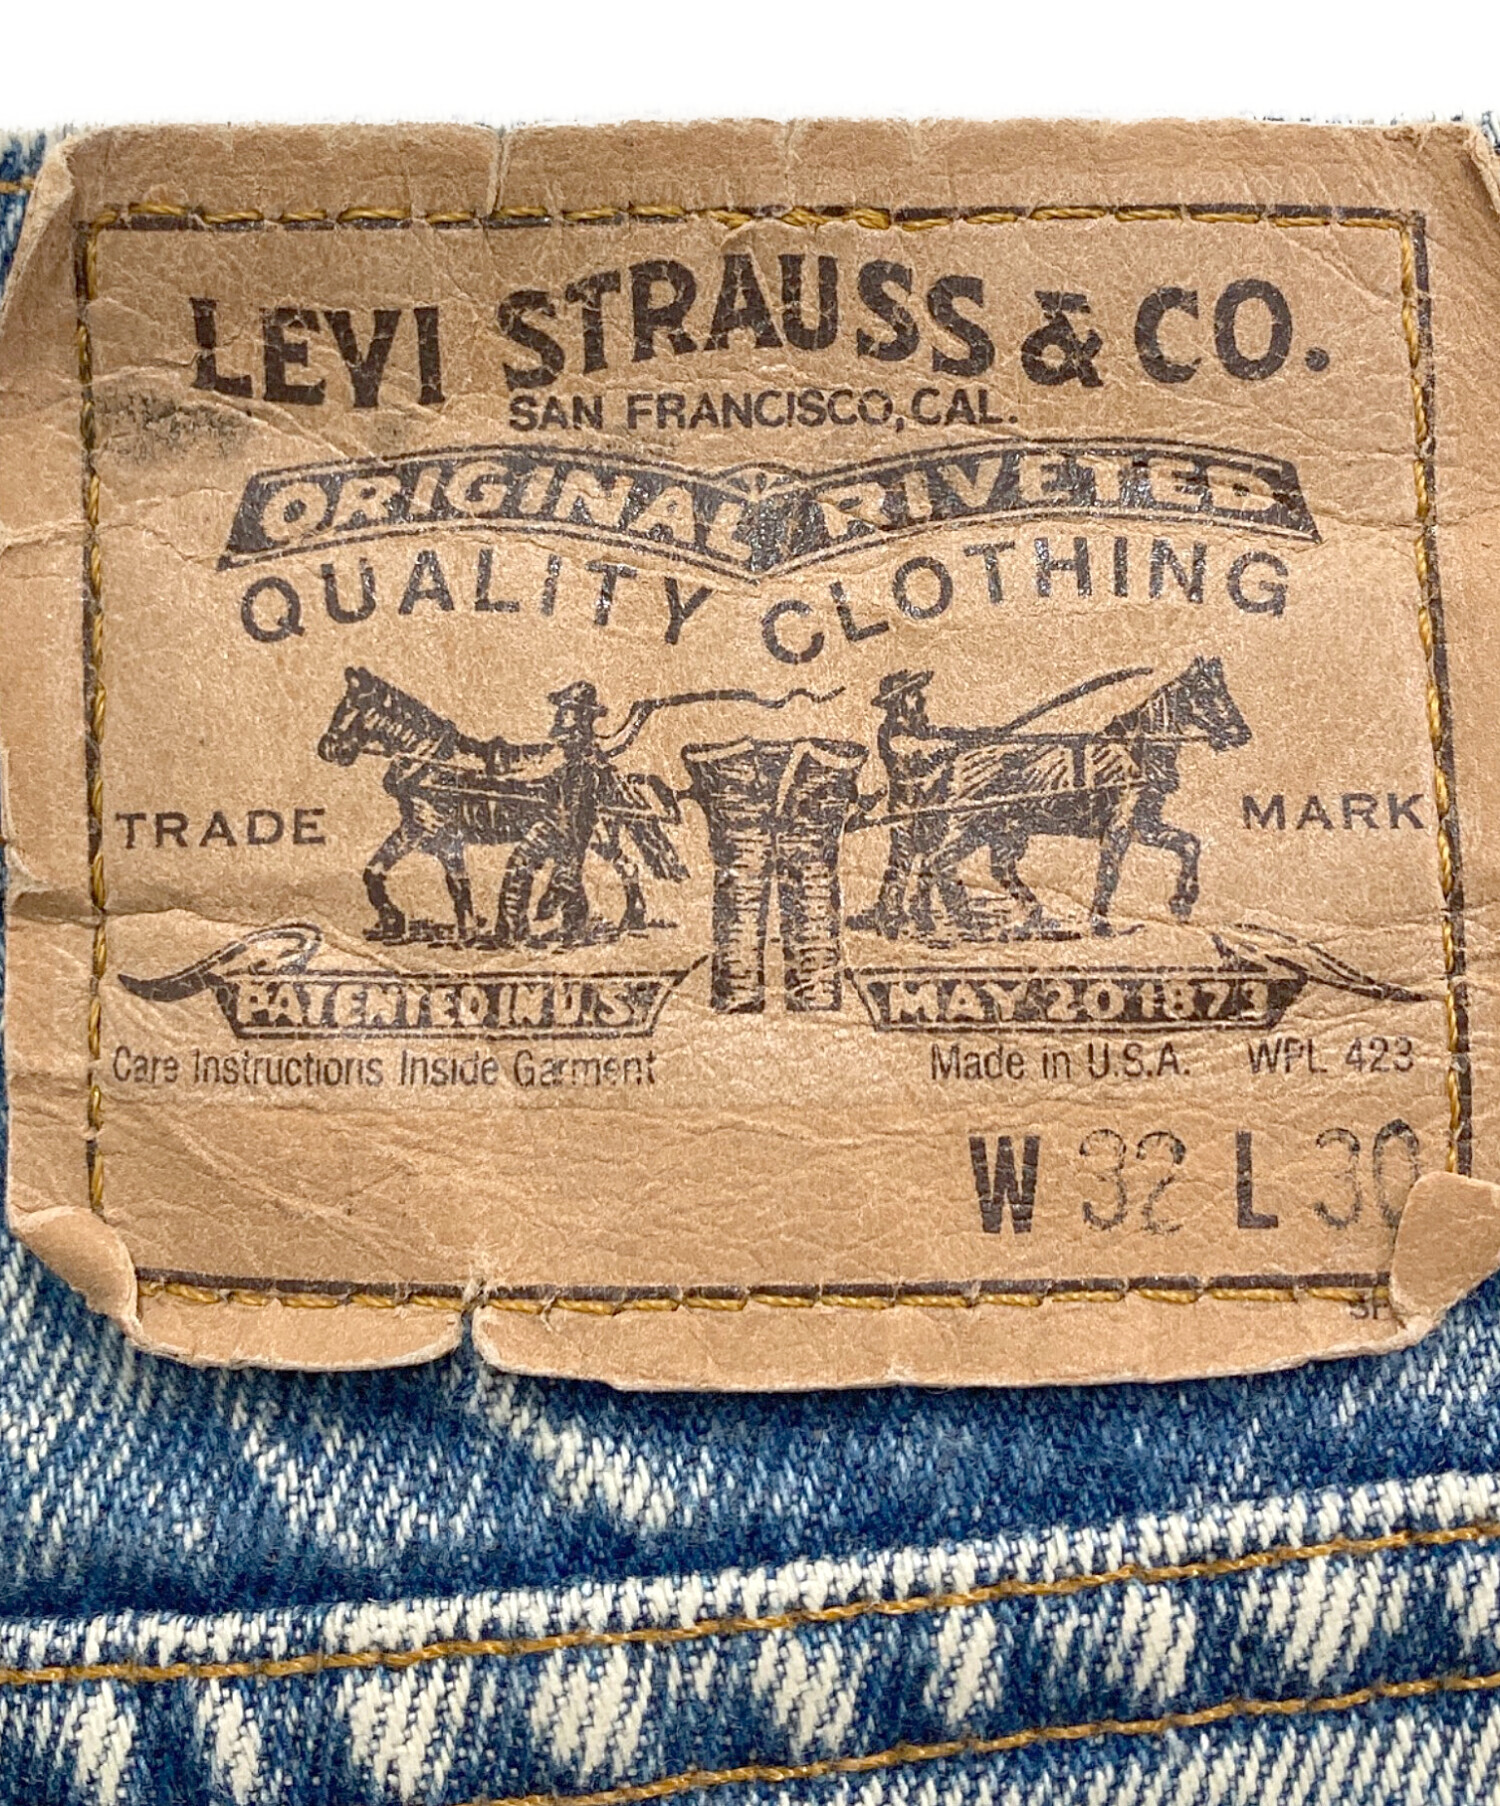 LEVI STRAUSS & CO.
SAN FRANCISCO, CAL.
ORIGINAL RIVETED
QUALITY CLOTHING
TRADE MARK
PATENTED IN U.S. MAY 20 1873
Care Instructions Inside Garment Made in U.S.A. WPL 423
W 32 L 30